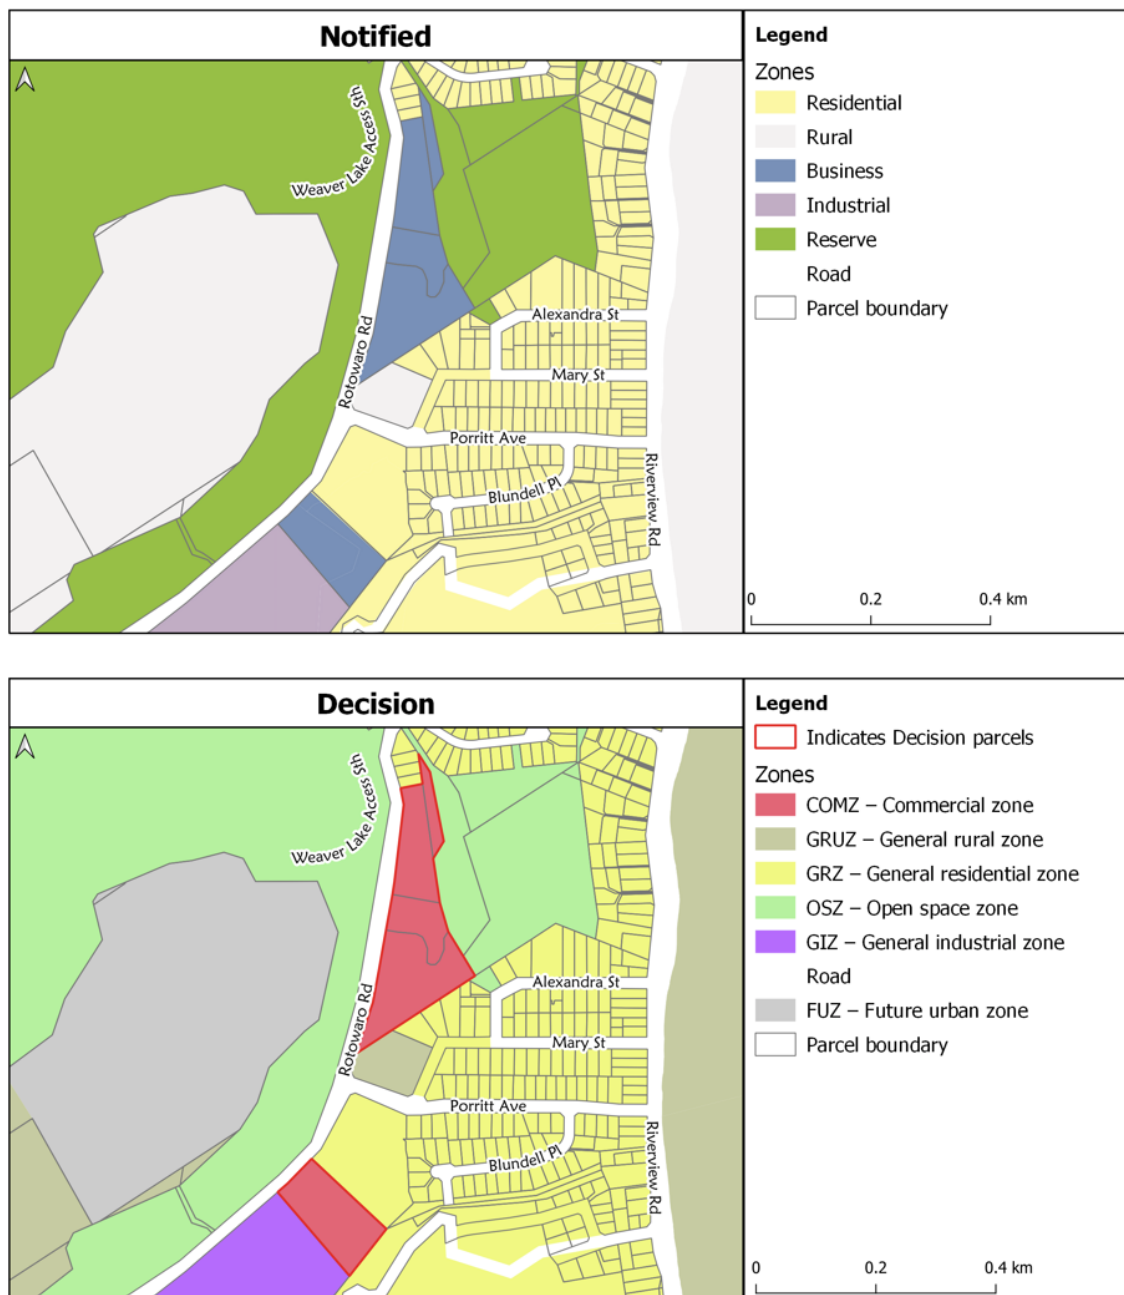 Notified
Weaver Lake Access Sth
Rotowaro Rd
Alexandra St
Mary St
Porritt Ave
Blundell Pl
Riverview Rd
Legend
Zones
Residential
Rural
Business
Industrial
Reserve
Road
Parcel boundary
0 0.2 0.4 km
Decision
Weaver Lake Access Sth
Rotowaro Rd
Alexandra St
Mary St
Porritt Ave
Blundell Pl
Riverview Rd
Legend
Indicates Decision parcels
Zones
COMZ – Commercial zone
GRUZ – General rural zone
GRZ – General residential zone
OSZ – Open space zone
GIZ – General industrial zone
Road
FUZ – Future urban zone
Parcel boundary
0 0.2 0.4 km